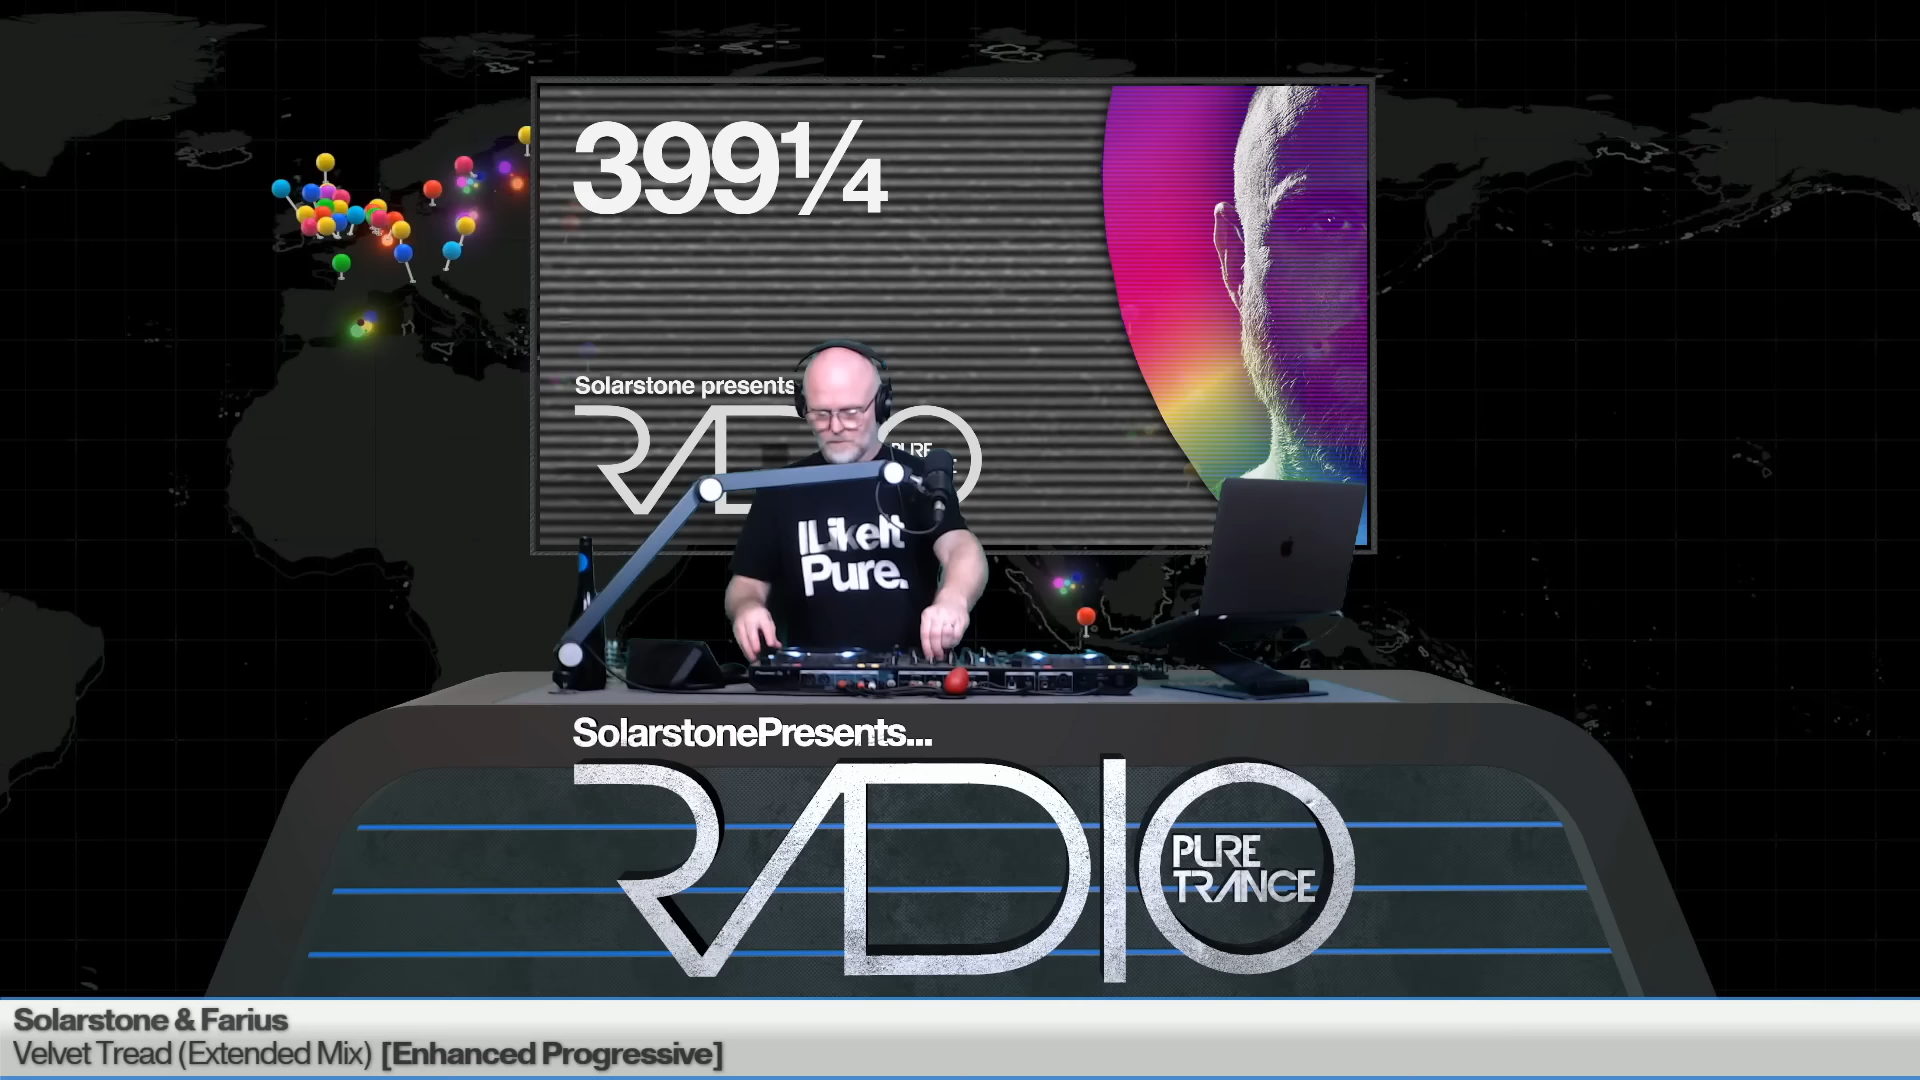 399¼
Solarstone presents
RADIO
PURE
ILikeIt
Pure.
SolarstonePresents...
RADIO
PURE
TRANCE
Solarstone & Farius
Velvet Tread (Extended Mix) [Enhanced Progressive]